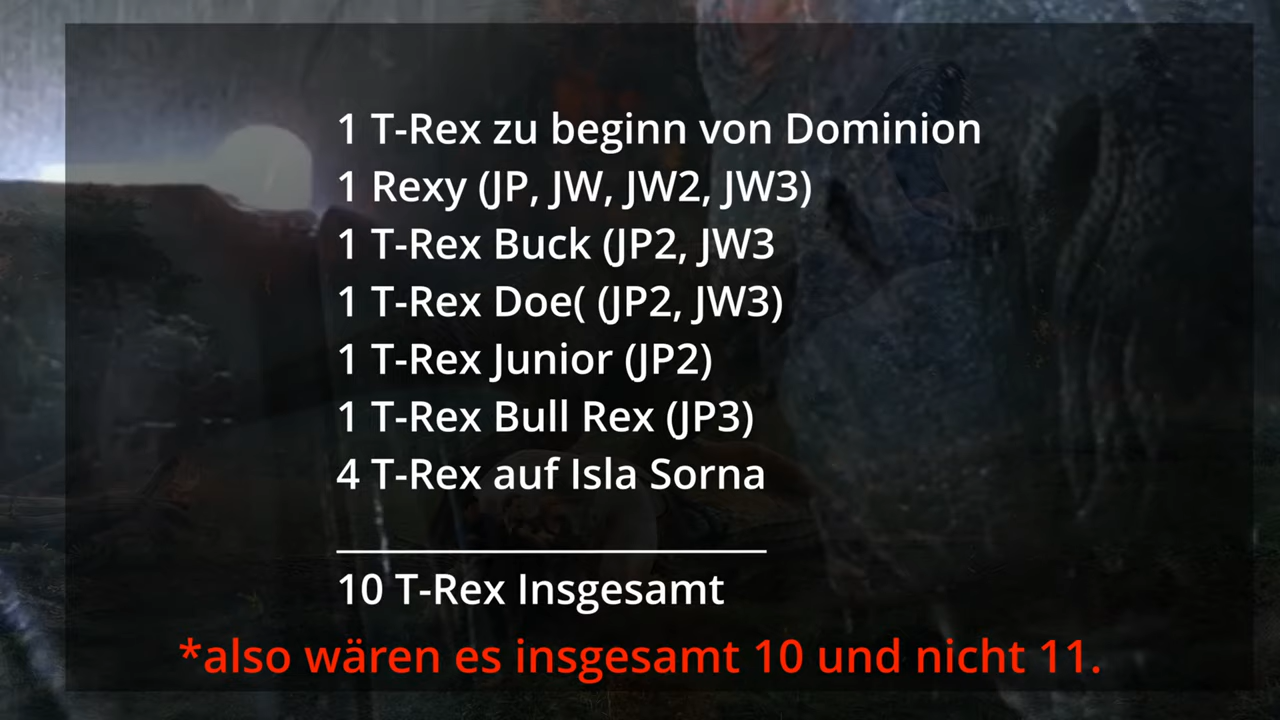 1 T-Rex zu beginn von Dominion
1 Rexy (JP, JW, JW2, JW3)
1 T-Rex Buck (JP2, JW3
1 T-Rex Doe( (JP2, JW3)
1 T-Rex Junior (JP2)
1 T-Rex Bull Rex (JP3)
4 T-Rex auf Isla Sorna
10 T-Rex Insgesamt
*also wären es insgesamt 10 und nicht 11.